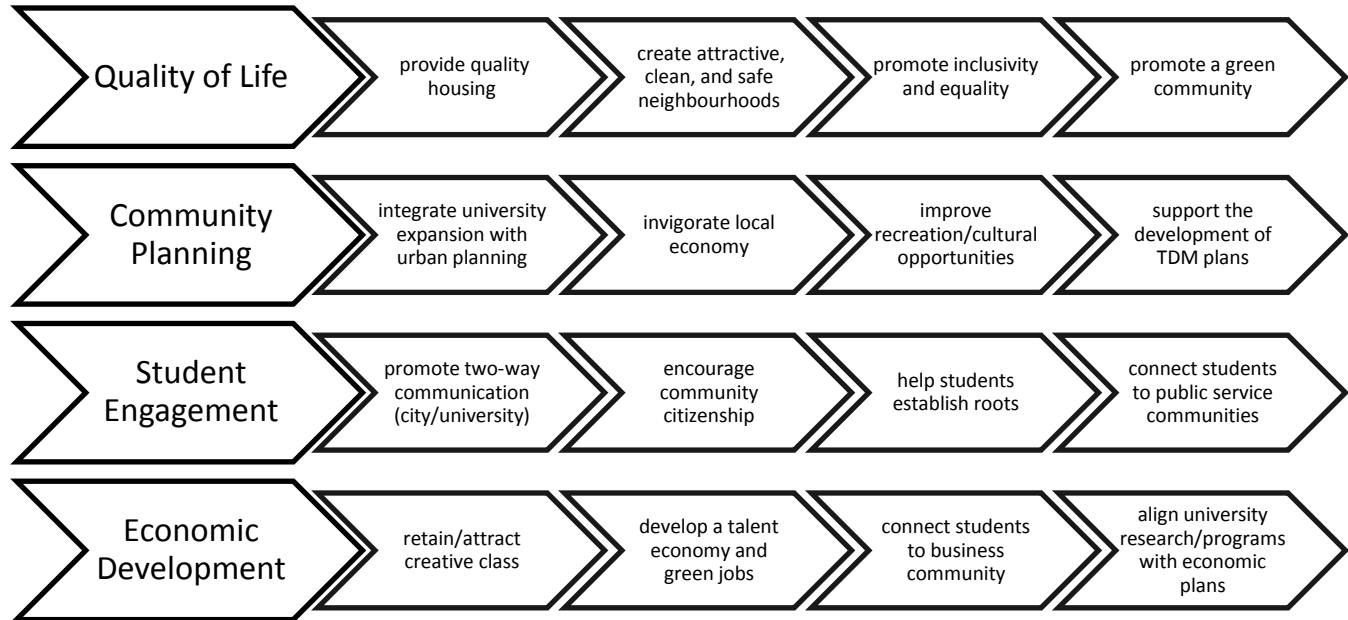 Quality of Life
provide quality
housing
create attractive,
clean, and safe
neighbourhoods
promote inclusivity
and equality
promote a green
community
Community
Planning
integrate university
expansion with
urban planning
invigorate local
economy
improve
recreation/cultural
opportunities
support the
development of
TDM plans
Student
Engagement
promote two-way
communication
(city/university)
encourage
community
citizenship
help students
establish roots
connect students
to public service
communities
Economic
Development
retain/attract
creative class
develop a talent
economy and
green jobs
connect students
to business
community
align university
research/programs
with economic
plans